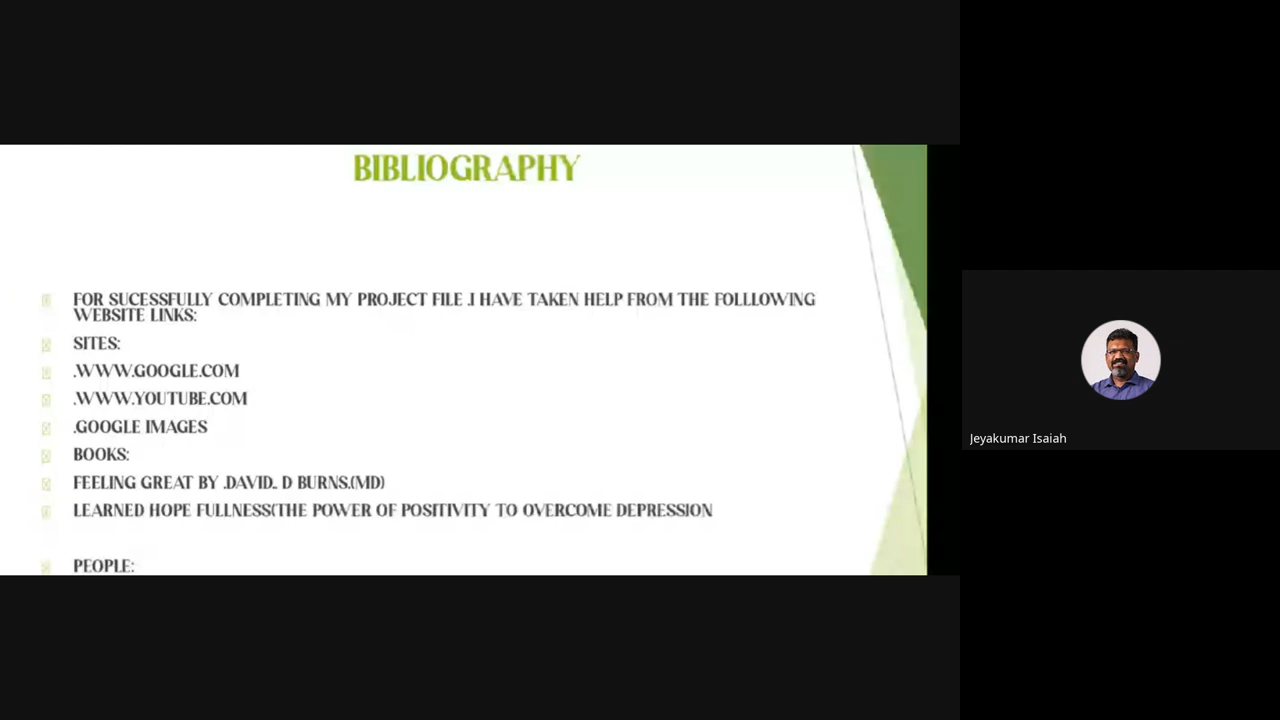 BIBLIOGRAPHY
FOR SUCESSFULLY COMPLETING MY PROJECT FILE .I HAVE TAKEN HELP FROM THE FOLLLOWING
WEBSITE LINKS:
SITES:
.WWW.GOOGLE.COM
.WWW.YOUTUBE.COM
.GOOGLE IMAGES
BOOKS:
FEELING GREAT BY .DAVID.. D BURNS.(MD)
LEARNED HOPE FULLNESS(THE POWER OF POSITIVITY TO OVERCOME DEPRESSION
PEOPLE:
Jeyakumar Isaiah